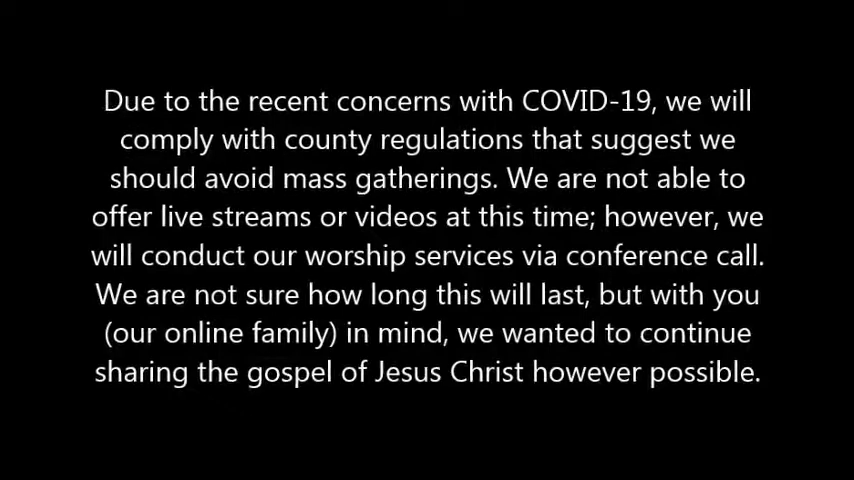 Due to the recent concerns with COVID-19, we will
comply with county regulations that suggest we
should avoid mass gatherings. We are not able to
offer live streams or videos at this time; however, we
will conduct our worship services via conference call.
We are not sure how long this will last, but with you
(our online family) in mind, we wanted to continue
sharing the gospel of Jesus Christ however possible.